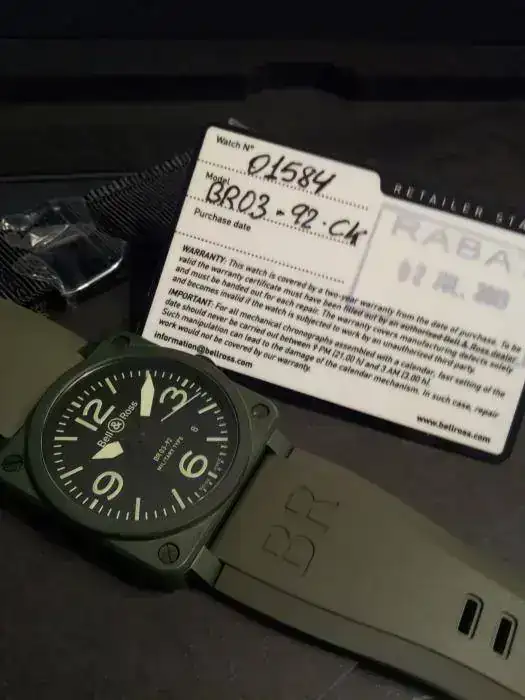 Watch N° 01584
Model BR03-92-CK
Purchase date
RETAILER
RABA
WARRANTY: This watch is covered by a two year warranty from the date of purchase. To be
valid the warranty certificate must have been filled out by an authorized Bell & Ross dealer
and must be handed out for each repair. The warranty covers manufacturing defects solely
and becomes invalid if the watch is subjected to work by an unauthorized third party.
IMPORTANT: For all mechanical chronographs assembled with a calendar, fast setting of the
date should never be carried out between 9 PM (21.00 h) and 3 AM (3.00 h).
Such manipulation can lead to the damage of the calendar mechanism. In such case, repair
work would not be covered by our warranty.
information@bellross.com
www.bellross.com
12
3
6
9
8
Bell & Ross
BR 03-92
MILITARY TYPE
BR